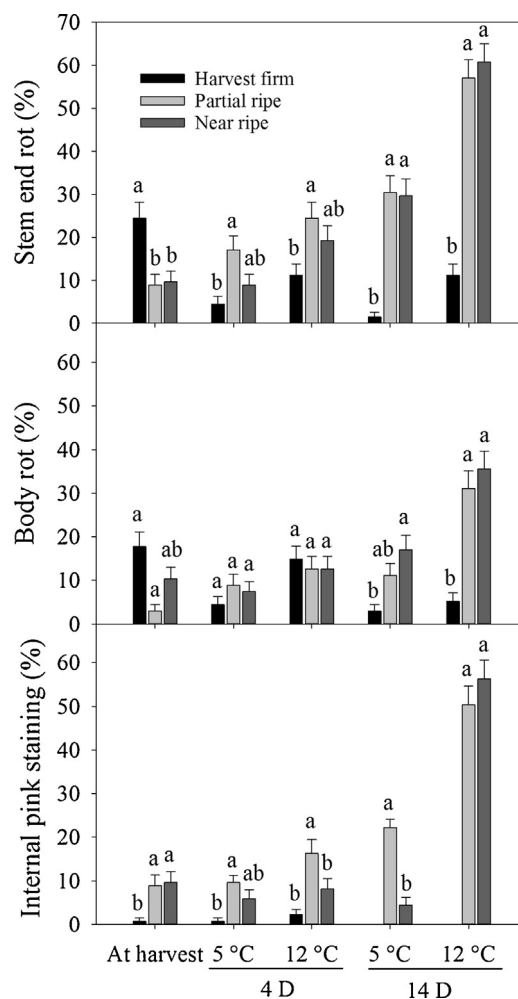 Stem end rot (%)
70
60
50
40
30
20
10
0
Harvest firm
Partial ripe
Near ripe
a b b
b a ab
b a ab
b a a
b a a
Body rot (%)
60
50
40
30
20
10
0
a a ab
a a a
a a a
b ab a
b a a
Internal pink staining (%)
60
50
40
30
20
10
0
b a a
b a ab
b a b
a b
a a
At harvest 5 °C 12 °C 5 °C 12 °C
4 D 14 D